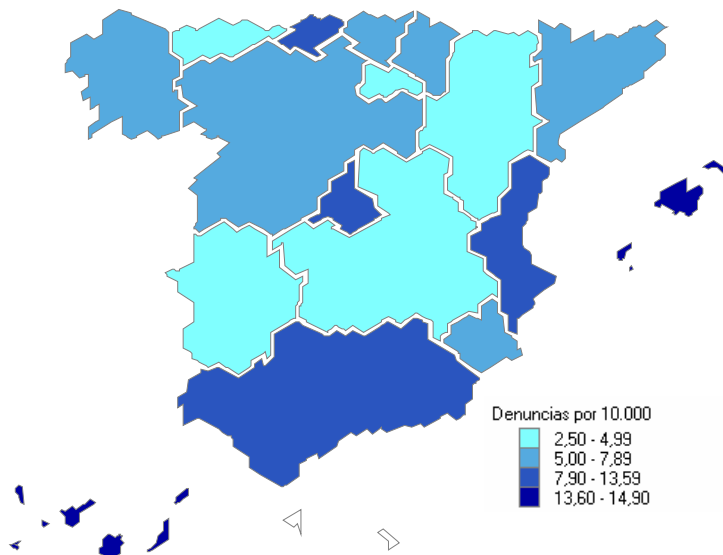 Denuncias por 10.000
2,50 - 4,99
5,00 - 7,89
7,90 - 13,59
13,60 - 14,90